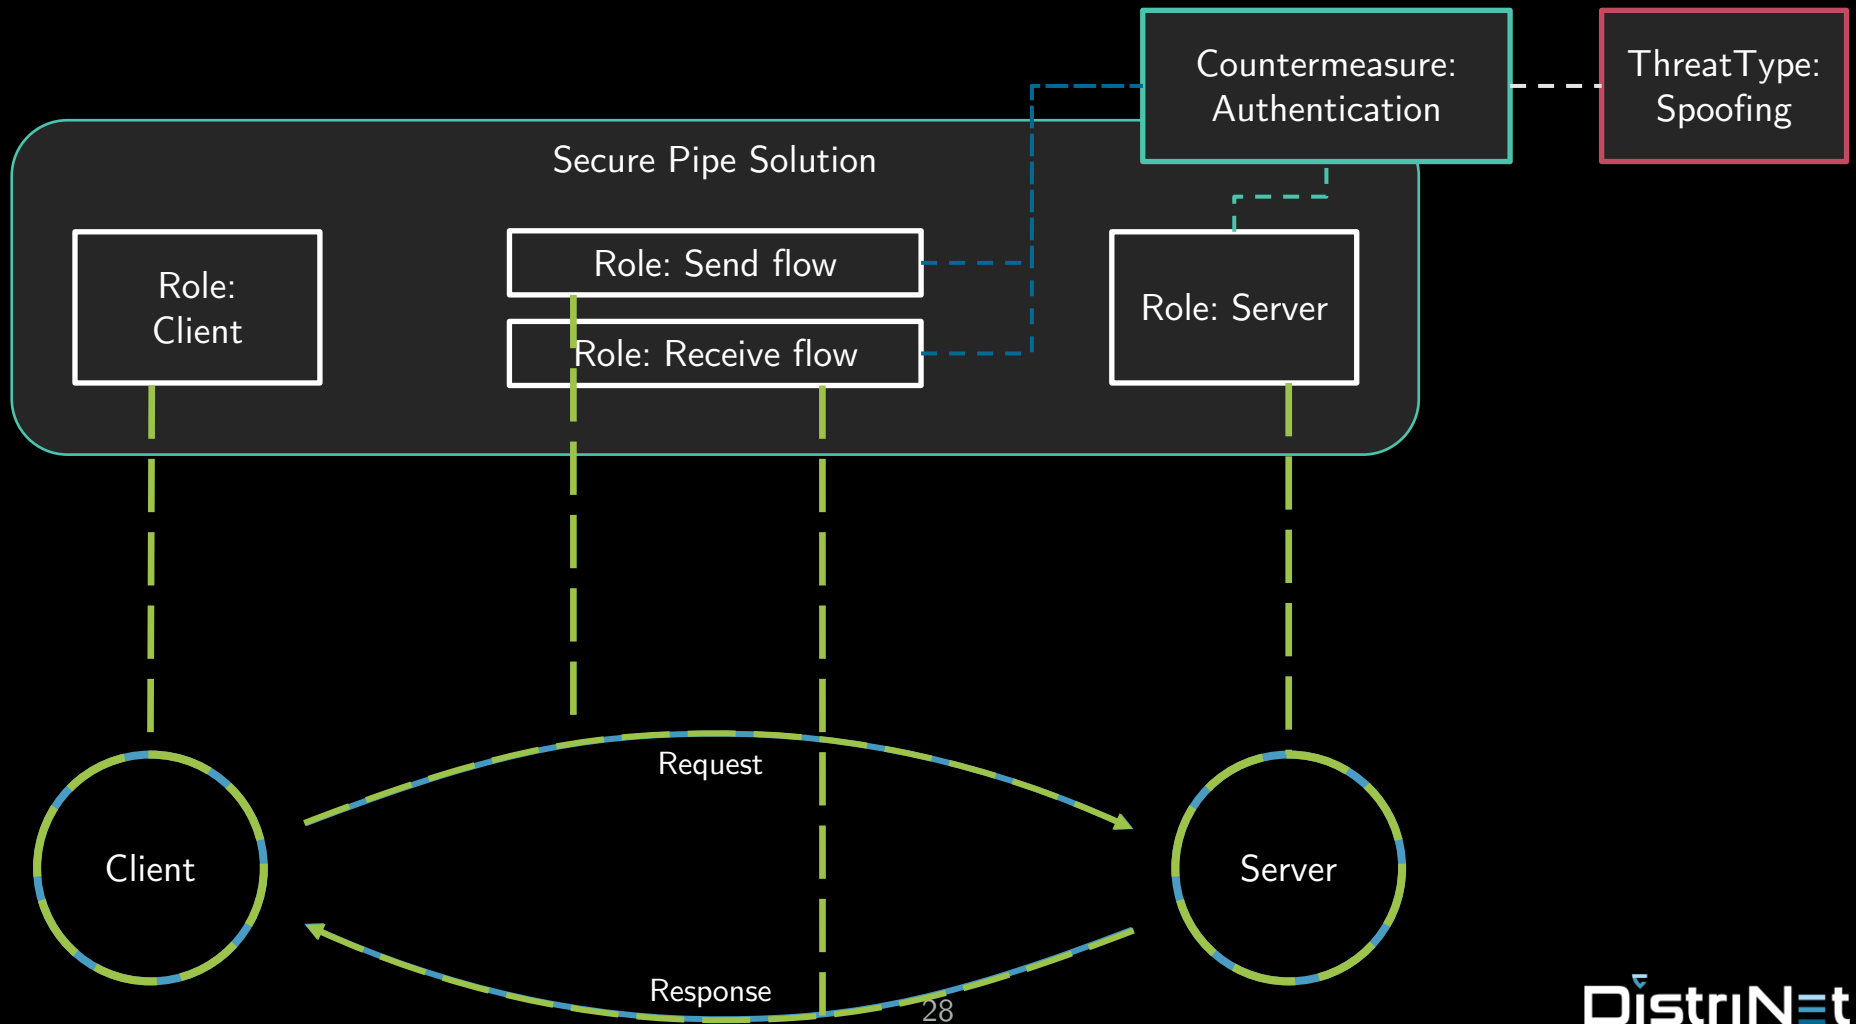 Countermeasure:
Authentication
ThreatType:
Spoofing
Secure Pipe Solution
Role:
Client
Role: Send flow
Role: Receive flow
Role: Server
Request
Client
Server
Response
28
DistriNet